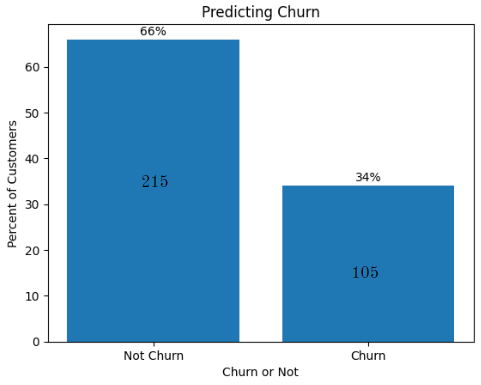 Predicting Churn
66%
60
50
40
30
20
10
0
Percent of Customers
215
34%
105
Not Churn
Churn
Churn or Not